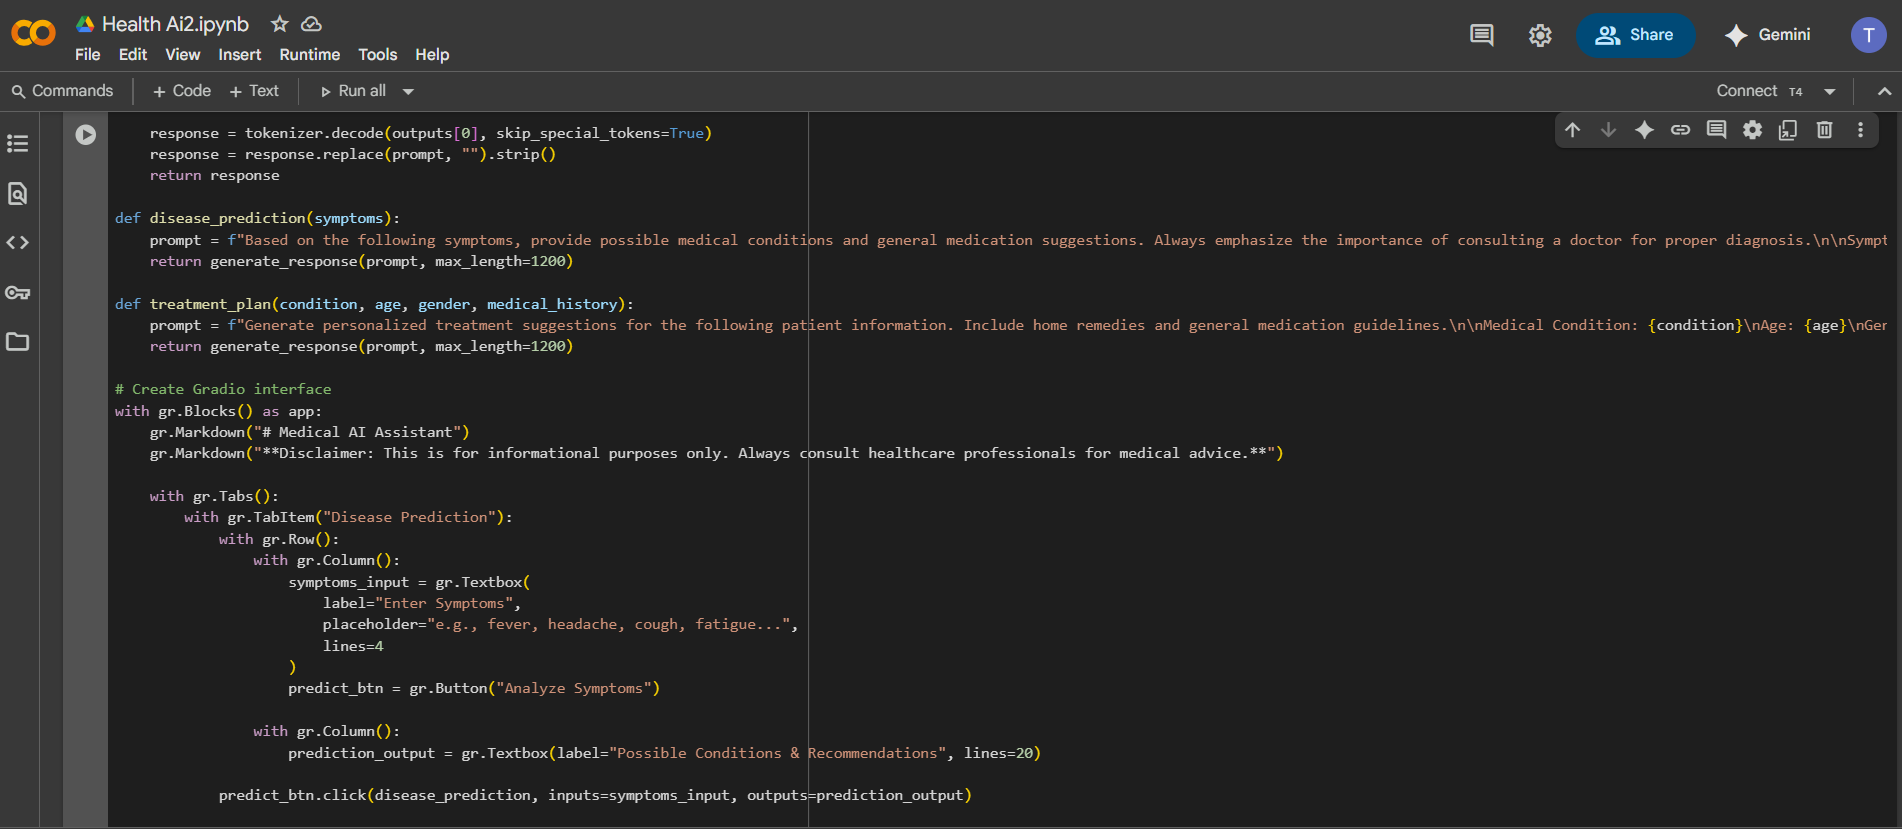 Health Ai2.ipynb
File Edit View Insert Runtime Tools Help
Share
Gemini
T
Commands
+ Code + Text
Run all
Connect T4
    response = tokenizer.decode(outputs[0], skip_special_tokens=True)
    response = response.replace(prompt, "").strip()
    return response

def disease_prediction(symptoms):
    prompt = f"Based on the following symptoms, provide possible medical conditions and general medication suggestions. Always emphasize the importance of consulting a doctor for proper diagnosis.\n\nSympt
    return generate_response(prompt, max_length=1200)

def treatment_plan(condition, age, gender, medical_history):
    prompt = f"Generate personalized treatment suggestions for the following patient information. Include home remedies and general medication guidelines.\n\nMedical Condition: {condition}\nAge: {age}\nGer
    return generate_response(prompt, max_length=1200)

# Create Gradio interface
with gr.Blocks() as app:
    gr.Markdown("# Medical AI Assistant")
    gr.Markdown("**Disclaimer: This is for informational purposes only. Always consult healthcare professionals for medical advice.**")

    with gr.Tabs():
        with gr.TabItem("Disease Prediction"):
            with gr.Row():
                with gr.Column():
                    symptoms_input = gr.Textbox(
                        label="Enter Symptoms",
                        placeholder="e.g., fever, headache, cough, fatigue...",
                        lines=4
                    )
                    predict_btn = gr.Button("Analyze Symptoms")

                with gr.Column():
                    prediction_output = gr.Textbox(label="Possible Conditions & Recommendations", lines=20)

            predict_btn.click(disease_prediction, inputs=symptoms_input, outputs=prediction_output)